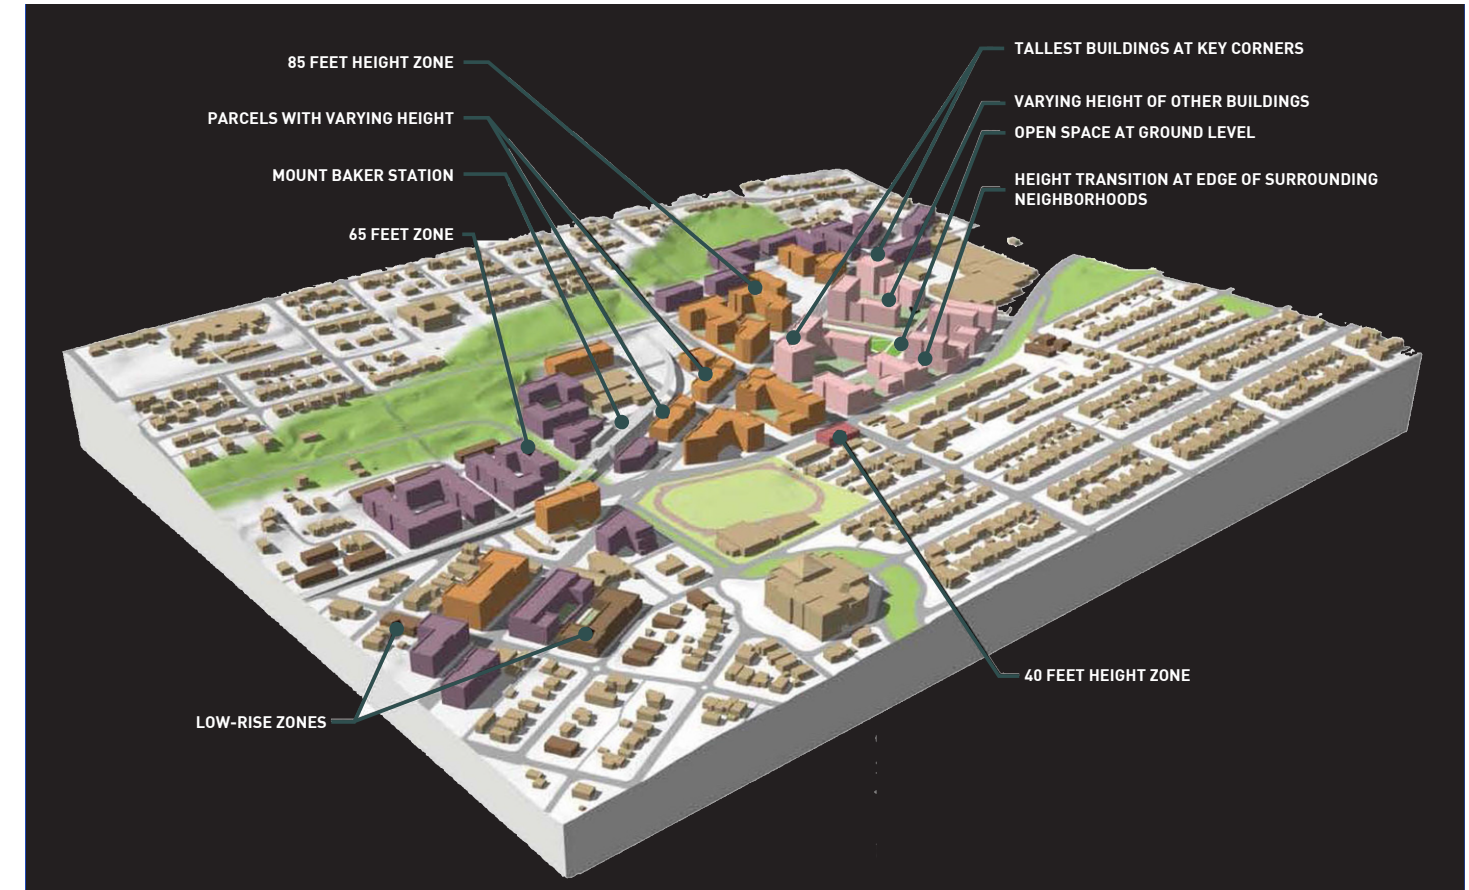 85 FEET HEIGHT ZONE
PARCELS WITH VARYING HEIGHT
MOUNT BAKER STATION
65 FEET ZONE
TALLEST BUILDINGS AT KEY CORNERS
VARYING HEIGHT OF OTHER BUILDINGS
OPEN SPACE AT GROUND LEVEL
HEIGHT TRANSITION AT EDGE OF SURROUNDING
NEIGHBORHOODS
40 FEET HEIGHT ZONE
LOW-RISE ZONES